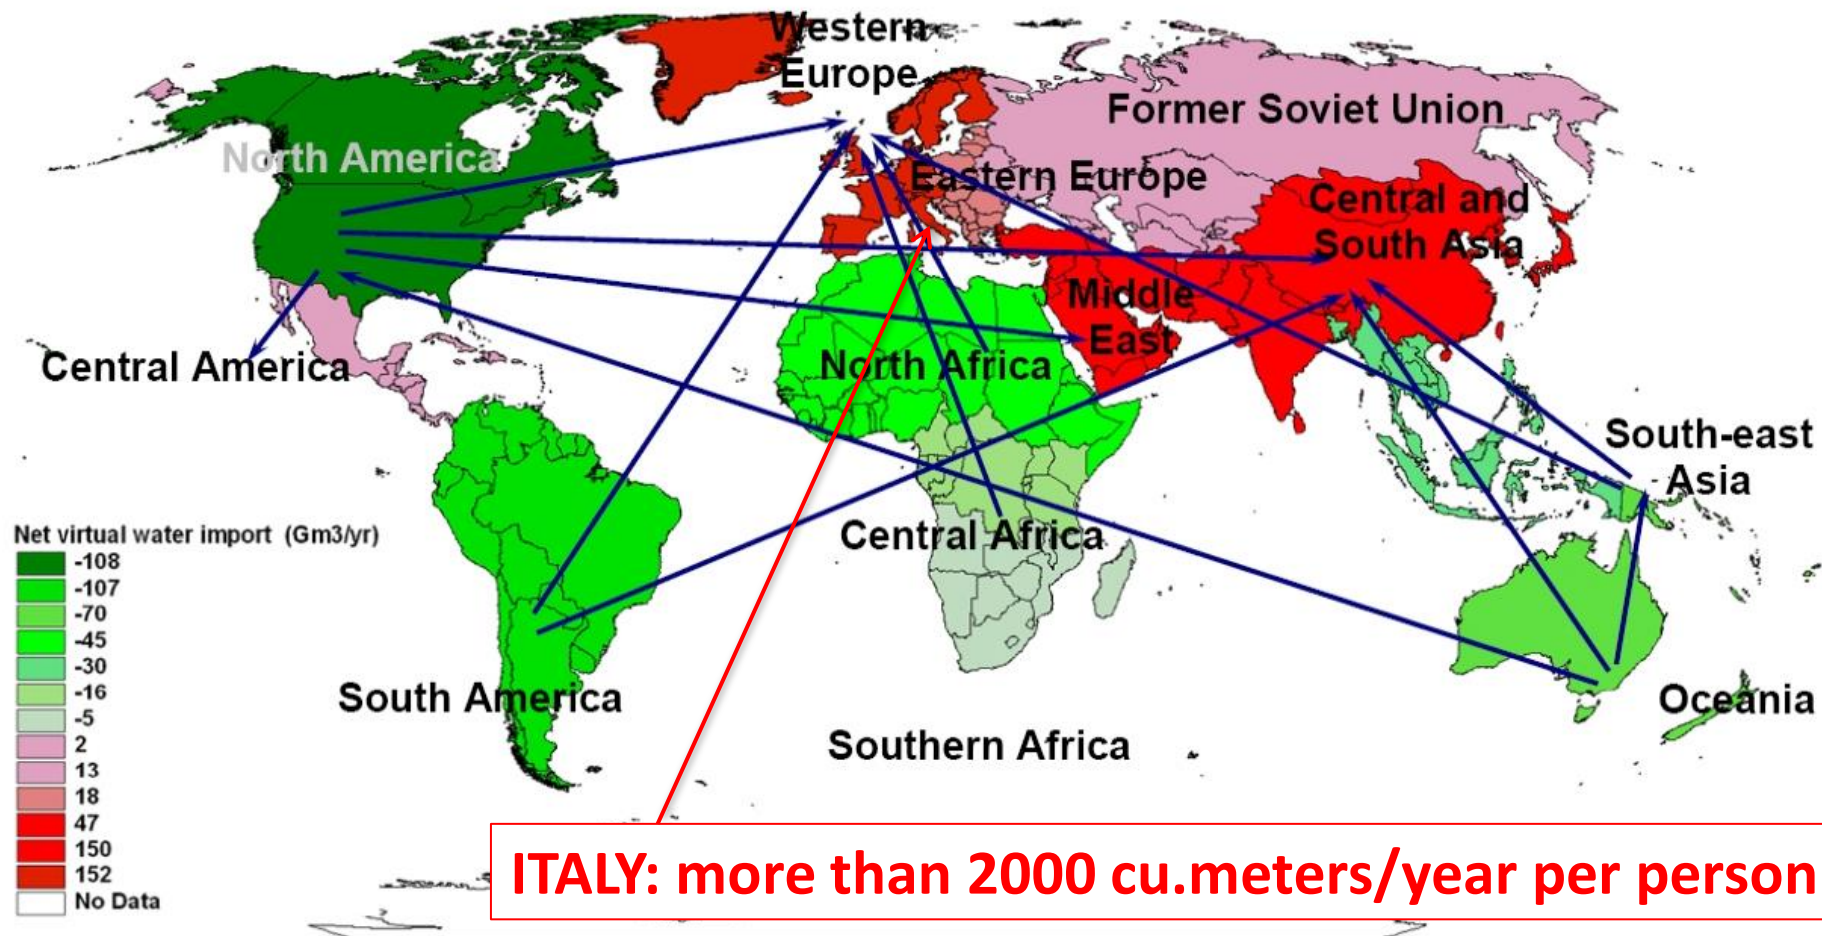 Western
Europe
Former Soviet Union
North America
Eastern Europe
Central and
South Asia
Middle
East
Central America
North Africa
South-east
Asia
Central Africa
Net virtual water import (Gm3/yr)
-108
-107
-70
-45
-30
-16
-5
2
13
18
47
150
152
No Data
South America
Oceania
Southern Africa
ITALY: more than 2000 cu.meters/year per person